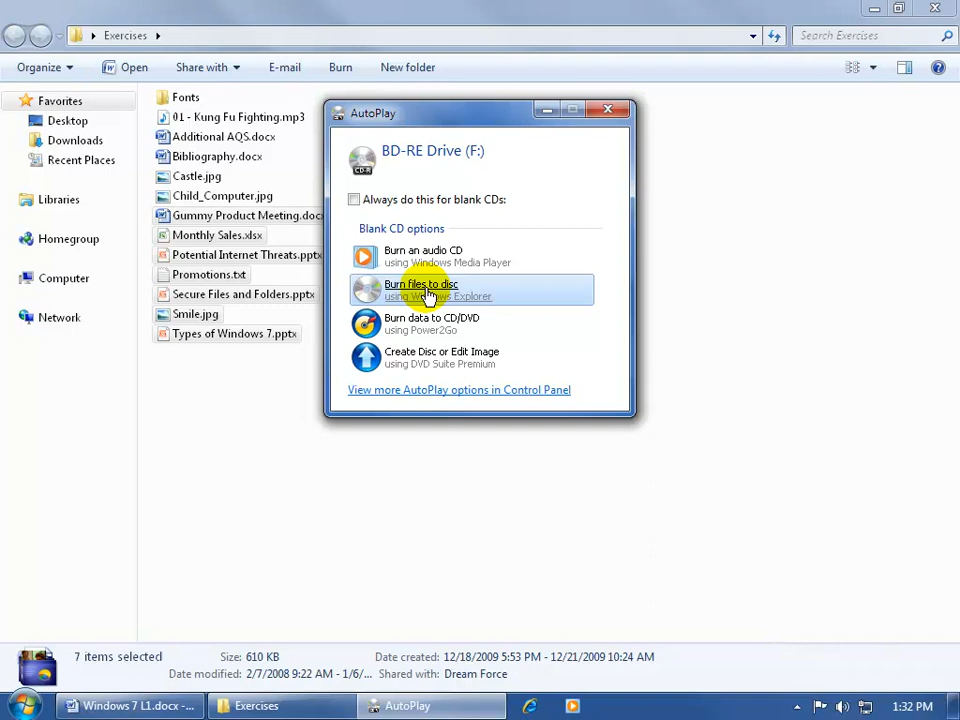 Exercises
Search Exercises
Organize
Open
Share with
E-mail
Burn
New folder
Favorites
Desktop
Downloads
Recent Places
Libraries
Homegroup
Computer
Network
Fonts
01 - Kung Fu Fighting.mp3
Additional AQS.docx
Bibliography.docx
Castle.jpg
Child_Computer.jpg
Gummy Product Meeting.docx
Monthly Sales.xlsx
Potential Internet Threats.pptx
Promotions.txt
Secure Files and Folders.pptx
Smile.jpg
Types of Windows 7.pptx
AutoPlay
BD-RE Drive (F:)
CD-R
Always do this for blank CDs:
Blank CD options
Burn an audio CD
using Windows Media Player
Burn files to disc
using Windows Explorer
Burn data to CD/DVD
using Power2Go
Create Disc or Edit Image
using DVD Suite Premium
View more AutoPlay options in Control Panel
7 items selected
Size: 610 KB
Date created: 12/18/2009 5:53 PM - 12/21/2009 10:24 AM
Date modified: 2/7/2008 9:22 AM - 1/6/...
Shared with: Dream Force
Windows 7 L1.docx - ...
Exercises
AutoPlay
1:32 PM